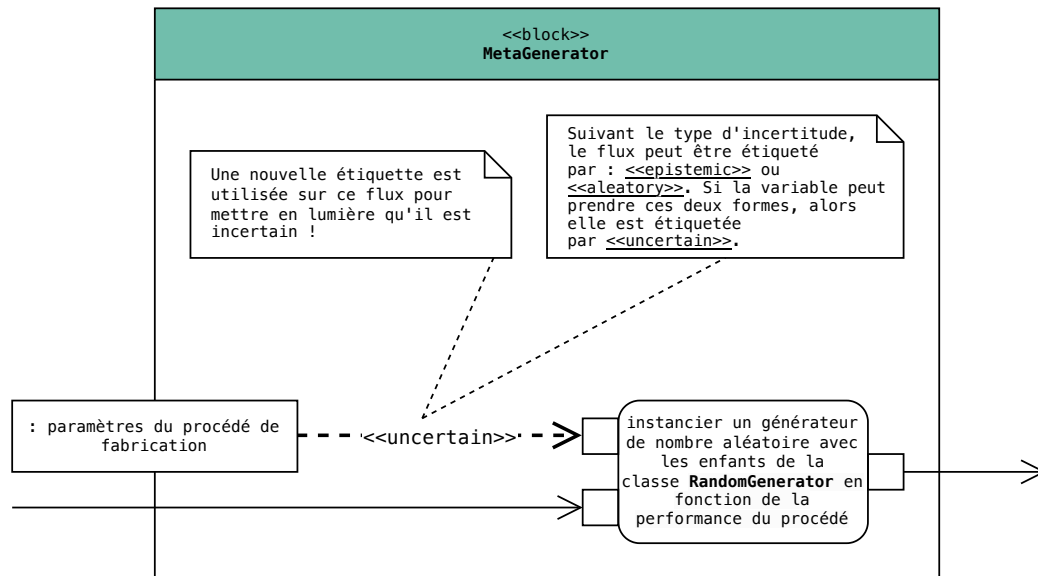 <<block>>
MetaGenerator
Une nouvelle étiquette est
utilisée sur ce flux pour
mettre en lumière qu'il est
incertain !
Suivant le type d'incertitude,
le flux peut être étiqueté
par : <<epistemic>> ou
<<aleatory>>. Si la variable peut
prendre ces deux formes, alors
elle est étiquetée
par <<uncertain>>.
: paramètres du procédé de
fabrication
<<uncertain>>
instancier un générateur
de nombre aléatoire avec
les enfants de la
classe RandomGenerator en
fonction de la
performance du procédé